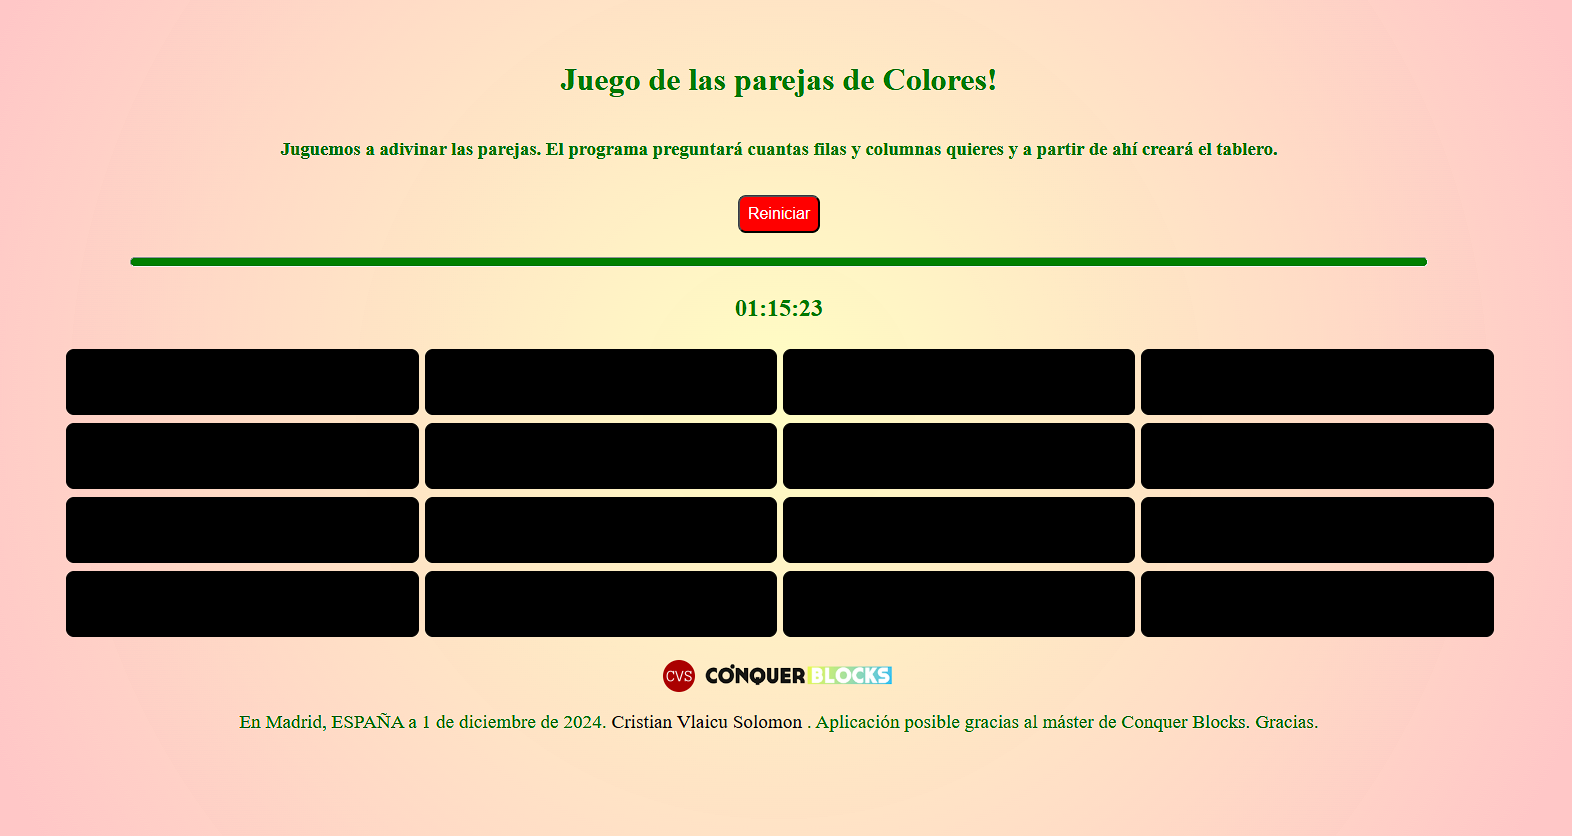 Juego de las parejas de Colores!
Juguemos a adivinar las parejas. El programa preguntará cuantas filas y columnas quieres y a partir de ahí creará el tablero.
Reiniciar
01:15:23
CVS CONQUER BLOCKS
En Madrid, ESPAÑA a 1 de diciembre de 2024. Cristian Vlaicu Solomon . Aplicación posible gracias al máster de Conquer Blocks. Gracias.